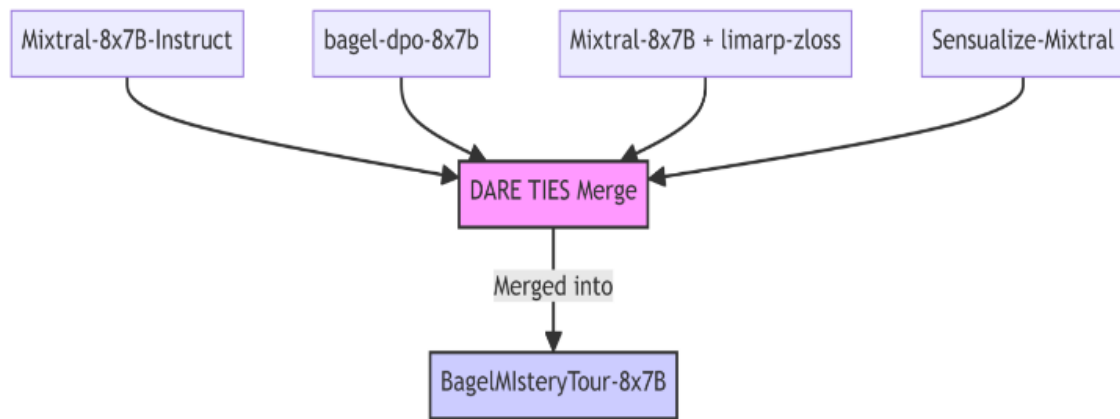 Mixtral-8x7B-Instruct
bagel-dpo-8x7b
Mixtral-8x7B + limarp-zloss
Sensualize-Mixtral
DARE TIES Merge
Merged into
BagelMIsteryTour-8x7B